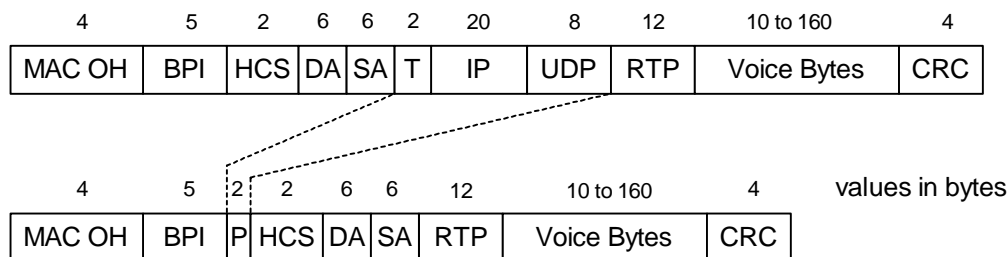 4 5 2 6 6 2 20 8 12 10 to 160 4
MAC OH BPI HCS DA SA T IP UDP RTP Voice Bytes CRC
4 5 2 2 6 6 12 10 to 160 4 values in bytes
MAC OH BPI P HCS DA SA RTP Voice Bytes CRC